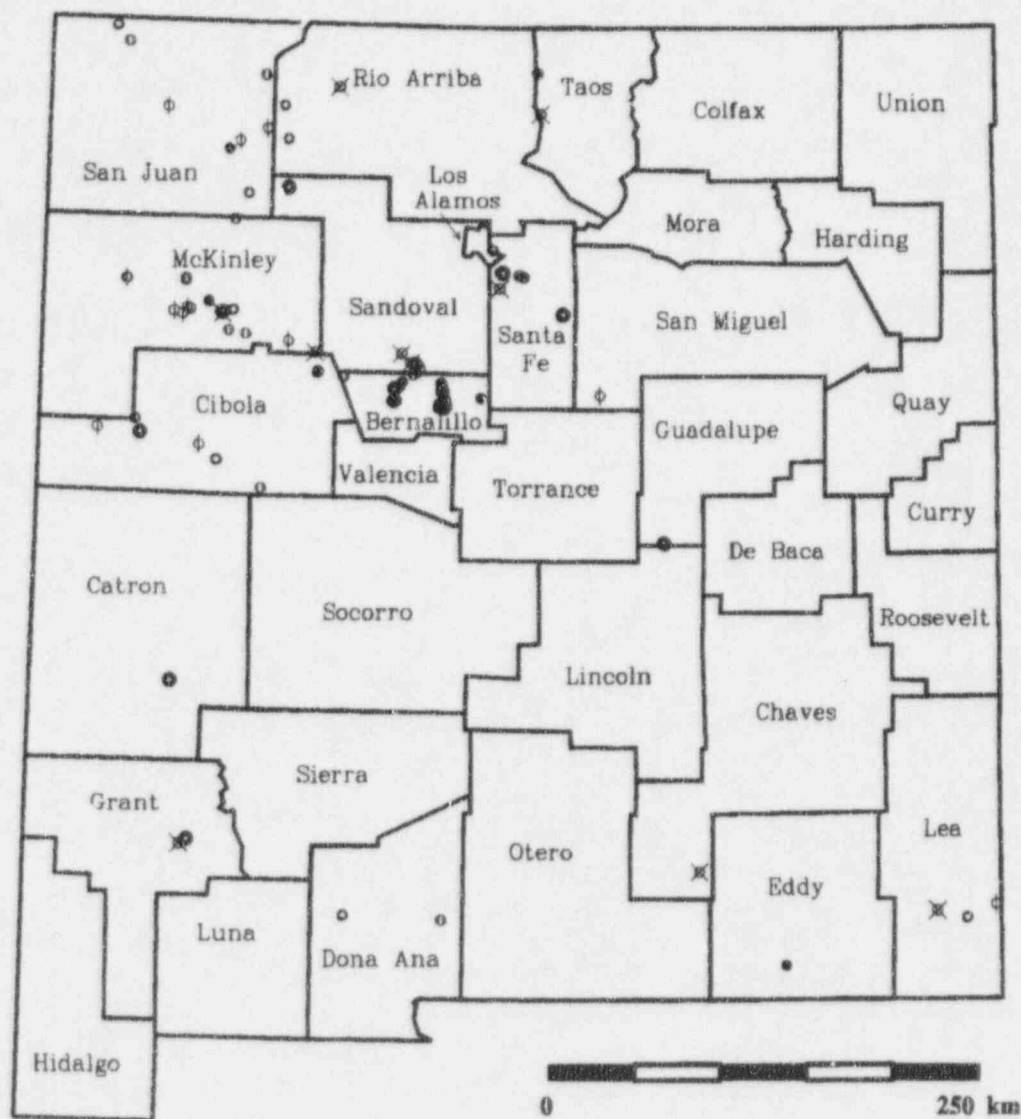 Rio Arriba
Taos
Colfax
Union
San Juan
Los
Alamos
Mora
Harding
McKinley
Sandoval
Santa
Fe
San Miguel
Cibola
Bernalillo
Quay
Guadalupe
Valencia
Torrance
Curry
De Baca
Catron
Socorro
Roosevelt
Lincoln
Chaves
Sierra
Grant
Otero
Lea
Eddy
Luna
Dona Ana
Hidalgo
0 250 km